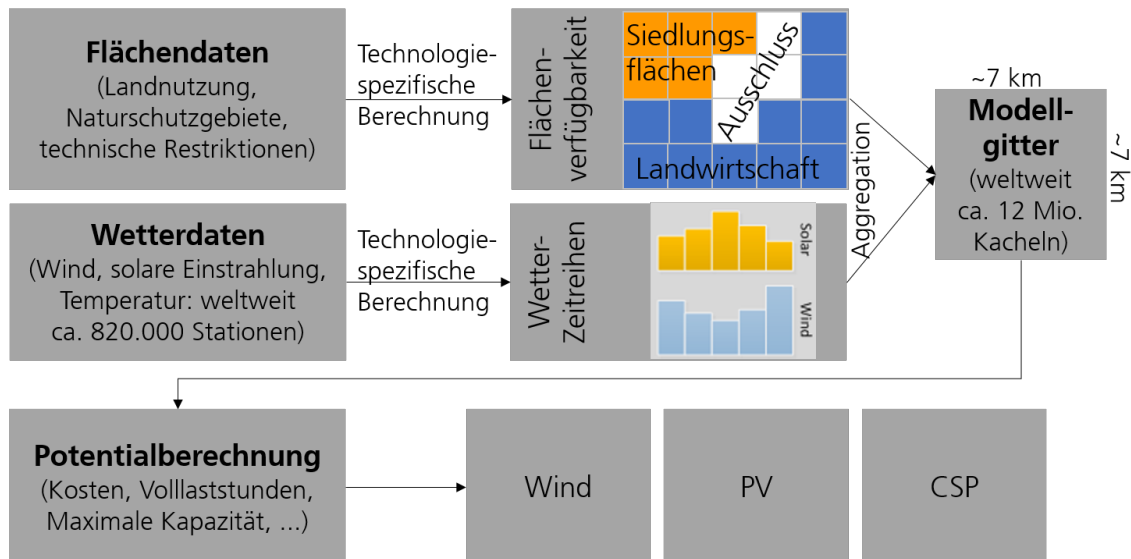 Flächendaten
(Landnutzung,
Naturschutzgebiete,
technische Restriktionen)
Technologie-
spezifische
Berechnung
Flächen-
verfügbarkeit
Siedlungs-
flächen
Ausschluss
Landwirtschaft
Aggregation
~7 km
~7 km
Modell-
gitter
(weltweit
ca. 12 Mio.
Kacheln)
Wetterdaten
(Wind, solare Einstrahlung,
Temperatur: weltweit
ca. 820.000 Stationen)
Technologie-
spezifische
Berechnung
Wetter-
Zeitreihen
Solar
Wind
Potentialberechnung
(Kosten, Volllaststunden,
Maximale Kapazität, ...)
Wind
PV
CSP